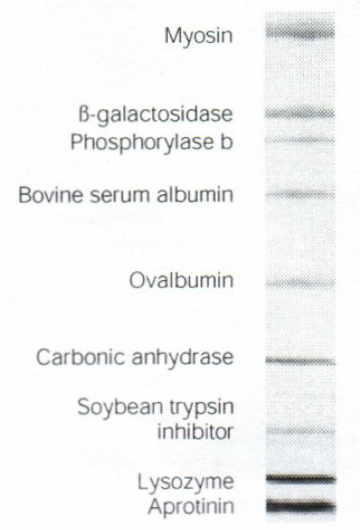 Myosin
ß-galactosidase
Phosphorylase b
Bovine serum albumin
Ovalbumin
Carbonic anhydrase
Soybean trypsin
inhibitor
Lysozyme
Aprotinin